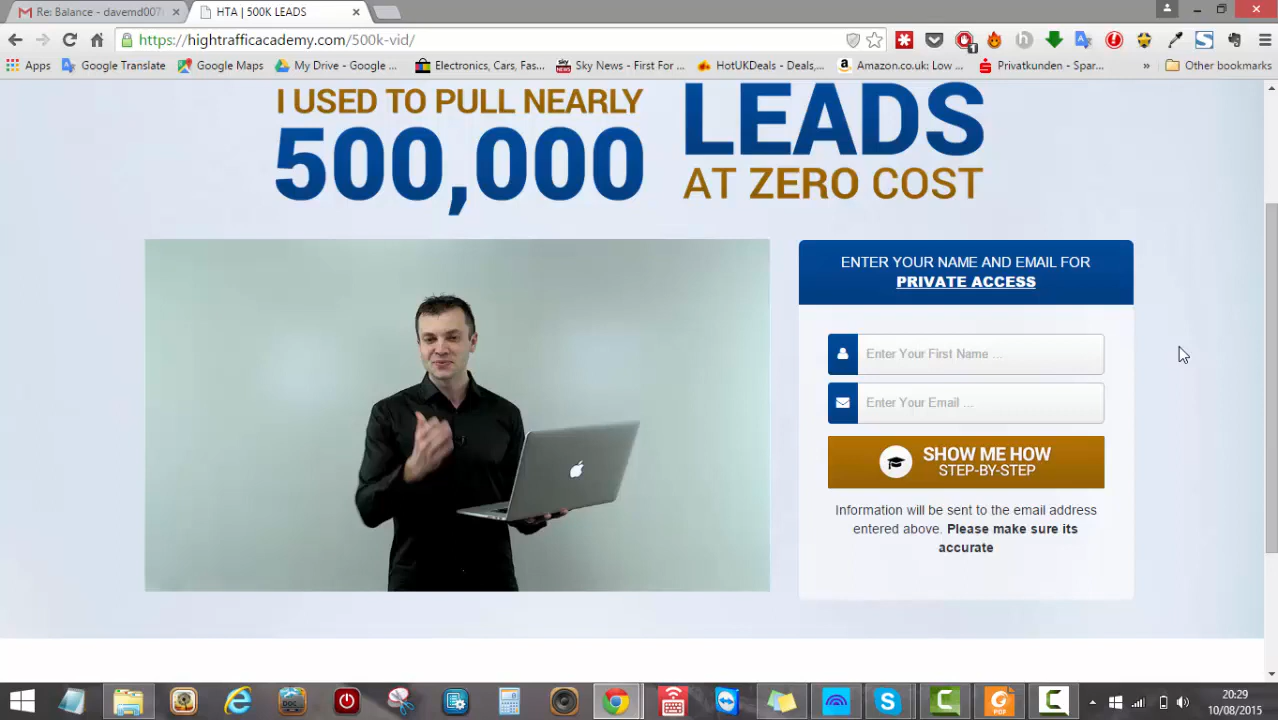 Re: Balance - davemd007
HTA | 500K LEADS
https://hightrafficacademy.com/500k-vid/
Apps
Google Translate
Google Maps
My Drive - Google ...
Electronics, Cars, Fas...
Sky News - First For ...
HotUKDeals - Deals,...
Amazon.co.uk: Low ...
Privatkunden - Spar...
»
Other bookmarks
I USED TO PULL NEARLY
500,000
LEADS
AT ZERO COST
ENTER YOUR NAME AND EMAIL FOR
PRIVATE ACCESS
Enter Your First Name ...
Enter Your Email ...
SHOW ME HOW
STEP-BY-STEP
Information will be sent to the email address
entered above. Please make sure its
accurate
20:29
10/08/2015